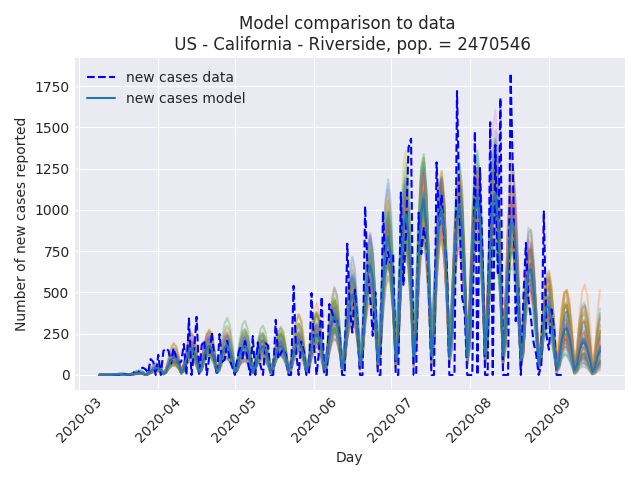 Model comparison to data
US - California - Riverside, pop. = 2470546
new cases data
new cases model
Number of new cases reported
1750
1500
1250
1000
750
500
250
0
2020-03
2020-04
2020-05
2020-06
2020-07
2020-08
2020-09
Day